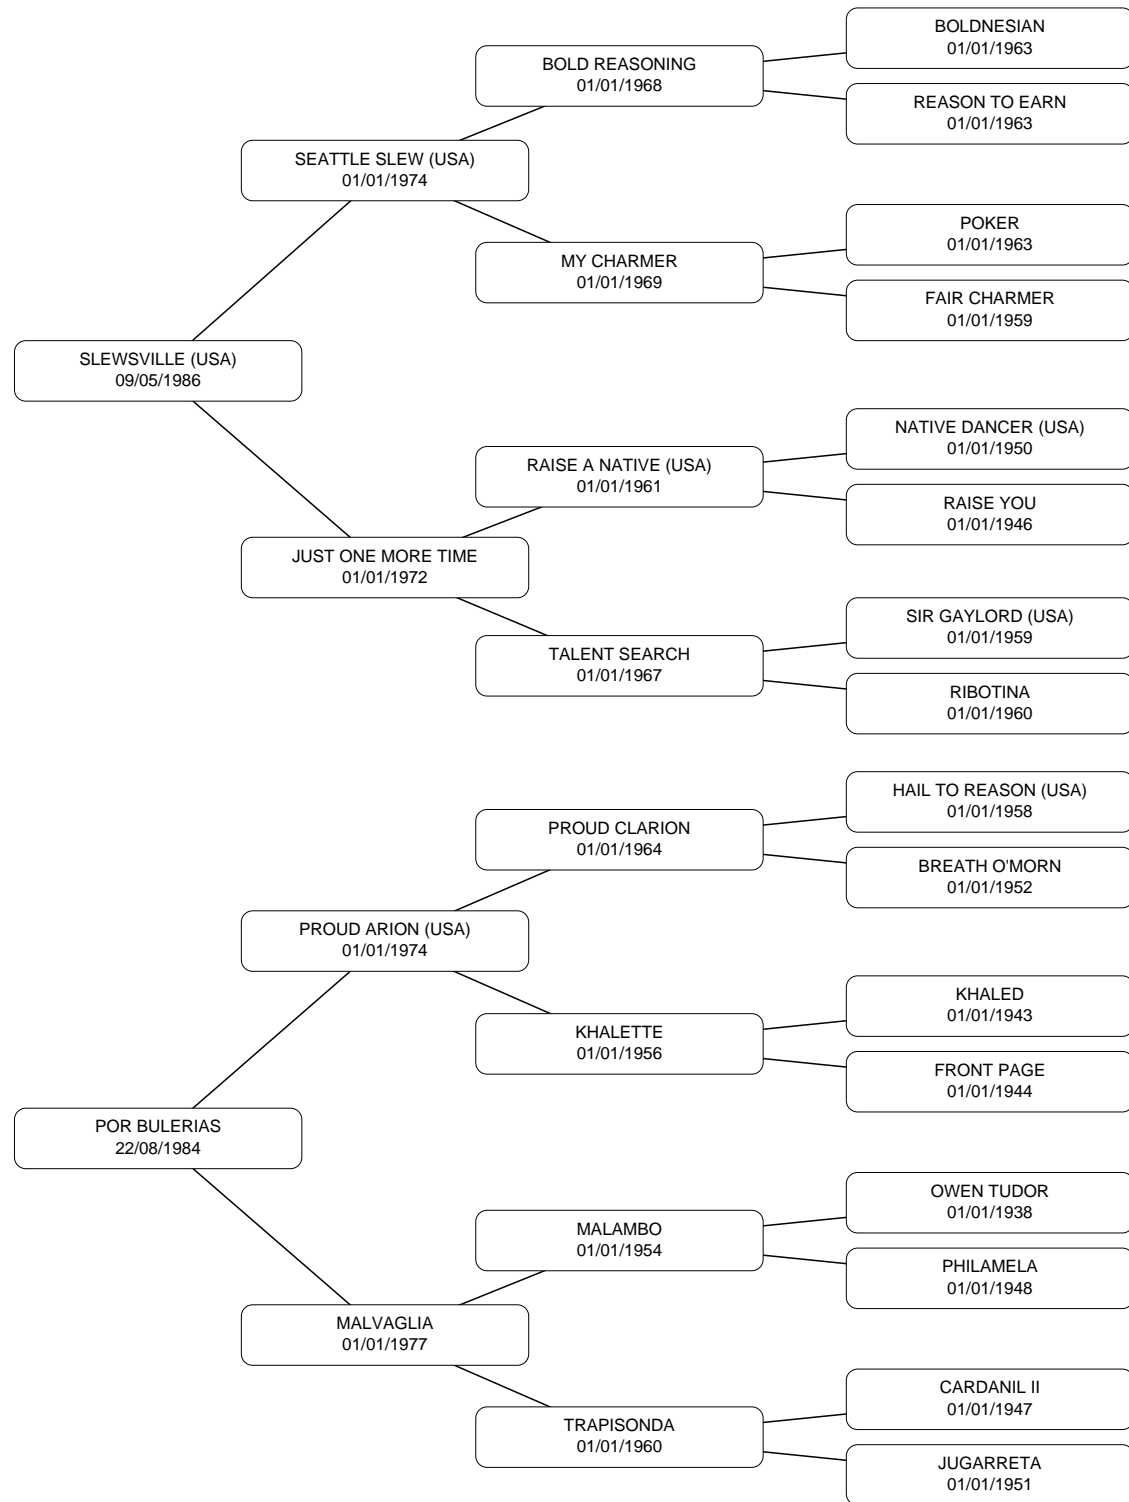 BOLDNESIAN
01/01/1963
BOLD REASONING
01/01/1968
REASON TO EARN
01/01/1963
SEATTLE SLEW (USA)
01/01/1974
POKER
01/01/1963
MY CHARMER
01/01/1969
FAIR CHARMER
01/01/1959
SLEWSVILLE (USA)
09/05/1986
NATIVE DANCER (USA)
01/01/1950
RAISE A NATIVE (USA)
01/01/1961
RAISE YOU
01/01/1946
JUST ONE MORE TIME
01/01/1972
SIR GAYLORD (USA)
01/01/1959
TALENT SEARCH
01/01/1967
RIBOTINA
01/01/1960
HAIL TO REASON (USA)
01/01/1958
PROUD CLARION
01/01/1964
BREATH O'MORN
01/01/1952
PROUD ARION (USA)
01/01/1974
KHALED
01/01/1943
KHALETTE
01/01/1956
FRONT PAGE
01/01/1944
POR BULERIAS
22/08/1984
OWEN TUDOR
01/01/1938
MALAMBO
01/01/1954
PHILAMELA
01/01/1948
MALVAGLIA
01/01/1977
CARDANIL II
01/01/1947
TRAPISONDA
01/01/1960
JUGARRETA
01/01/1951